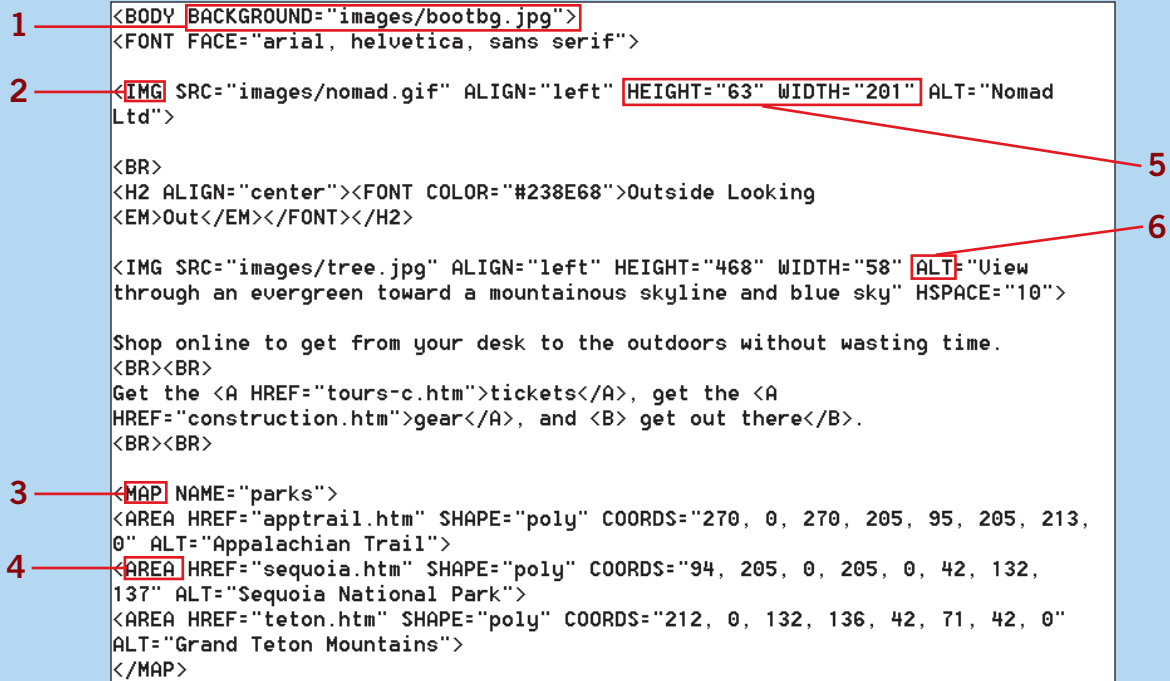 1
<BODY BACKGROUND="images/bootbg.jpg">
<FONT FACE="arial, helvetica, sans serif">
2
<IMG SRC="images/nomad.gif" ALIGN="left" HEIGHT="63" WIDTH="201" ALT="Nomad
Ltd">
5
<BR>
<H2 ALIGN="center"><FONT COLOR="#238E68">Outside Looking
<EM>Out</EM></FONT></H2>
6
<IMG SRC="images/tree.jpg" ALIGN="left" HEIGHT="468" WIDTH="58" ALT="View
through an evergreen toward a mountainous skyline and blue sky" HSPACE="10">
Shop online to get from your desk to the outdoors without wasting time.
<BR><BR>
Get the <A HREF="tours-c.htm">tickets</A>, get the <A
HREF="construction.htm">gear</A>, and <B> get out there</B>.
<BR><BR>
3
<MAP NAME="parks">
<AREA HREF="apptrail.htm" SHAPE="poly" COORDS="270, 0, 270, 205, 95, 205, 213,
0" ALT="Appalachian Trail">
4
<AREA HREF="sequoia.htm" SHAPE="poly" COORDS="94, 205, 0, 205, 0, 42, 132,
137" ALT="Sequoia National Park">
<AREA HREF="teton.htm" SHAPE="poly" COORDS="212, 0, 132, 136, 42, 71, 42, 0"
ALT="Grand Teton Mountains">
</MAP>